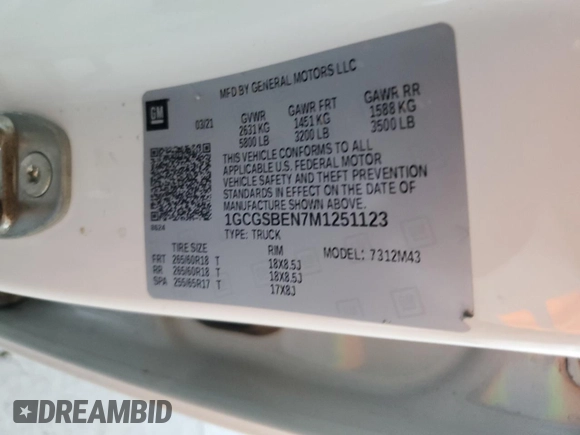 MFD BY GENERAL MOTORS LLC
GM
03/21
GVWR GAWR FRT GAWR RR
2631 KG 1451 KG 1588 KG
5800 LB 3200 LB 3500 LB
THIS VEHICLE CONFORMS TO ALL
APPLICABLE U.S. FEDERAL MOTOR
VEHICLE SAFETY AND THEFT PREVENTION
STANDARDS IN EFFECT ON THE DATE OF
MANUFACTURE SHOWN ABOVE.
1GCGSBEN7M1251123
TYPE: TRUCK
TIRE SIZE RIM MODEL: 7312M43
FRT 265/60R18 T 18X8.5J
RR 265/60R18 T 18X8.5J
SPA 255/65R17 T 17X8J
DREAMBID